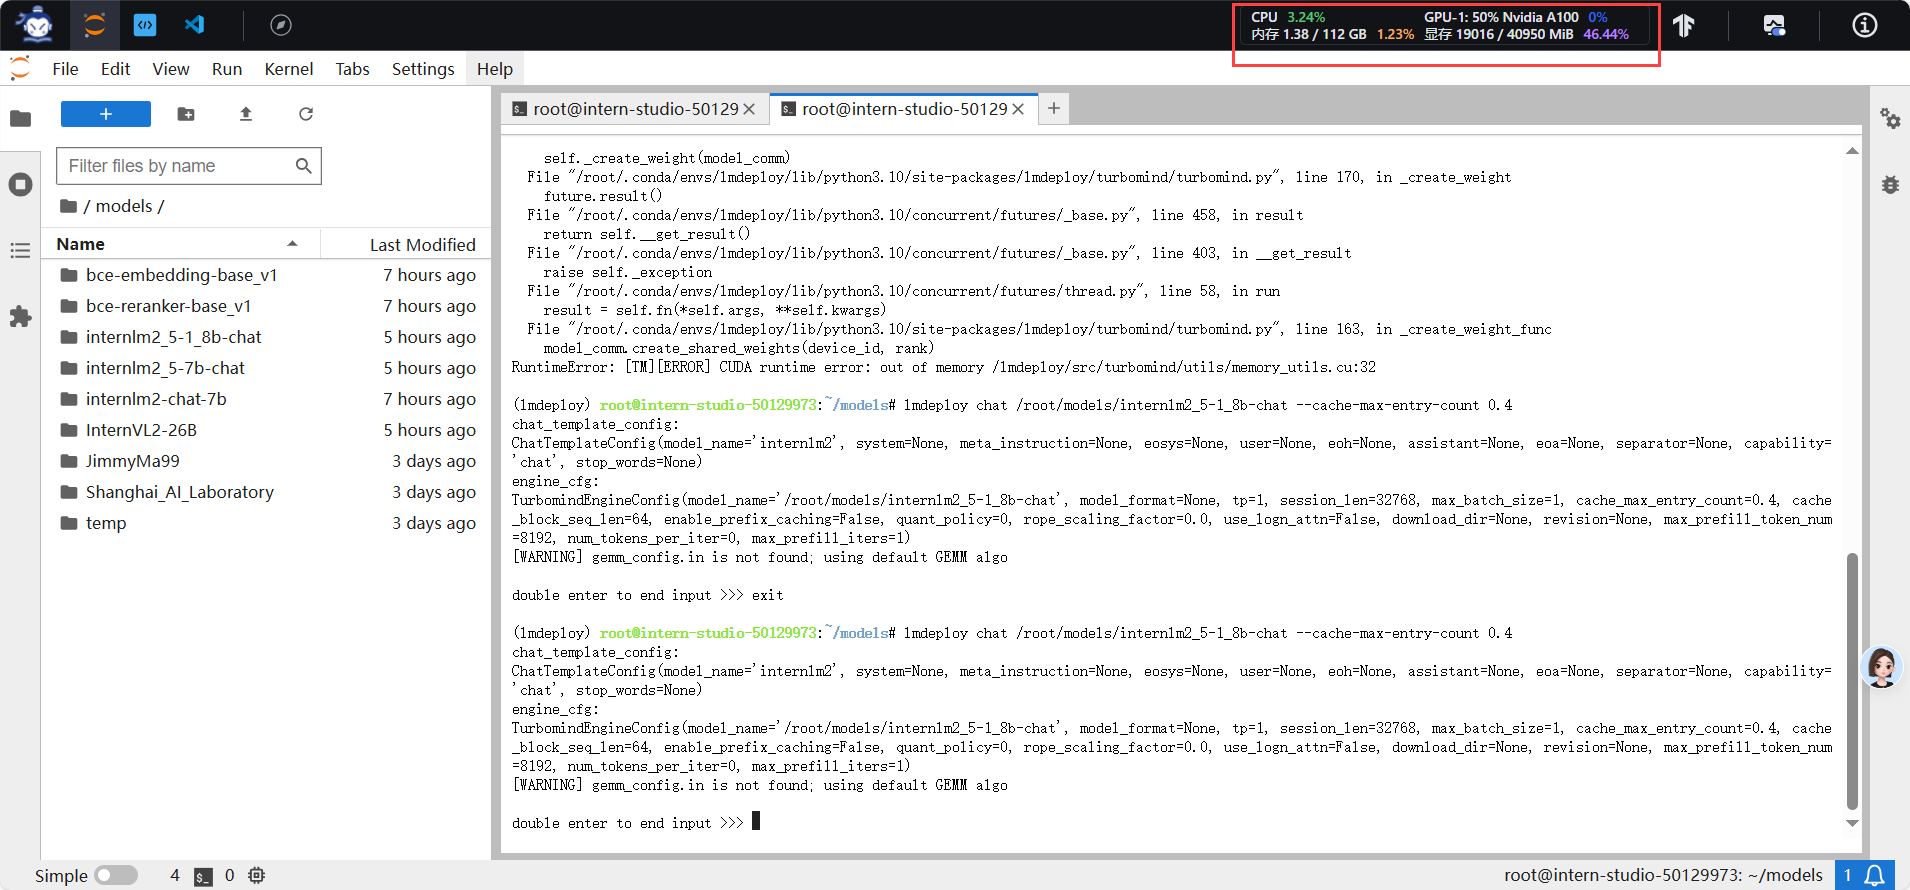 CPU 3.24% GPU-1: 50% Nvidia A100 0%
内存 1.38 / 112 GB 1.23% 显存 19016 / 40950 MiB 46.44%
File Edit View Run Kernel Tabs Settings Help
root@intern-studio-50129 root@intern-studio-50129
Filter files by name
/ models /
Name Last Modified
bce-embedding-base_v1 7 hours ago
bce-reranker-base_v1 7 hours ago
internlm2_5-1_8b-chat 5 hours ago
internlm2_5-7b-chat 5 hours ago
internlm2-chat-7b 7 hours ago
InternVL2-26B 5 hours ago
JimmyMa99 3 days ago
Shanghai_AI_Laboratory 3 days ago
temp 3 days ago
self._create_weight(model_comm)
File "/root/.conda/envs/lmdeploy/lib/python3.10/site-packages/lmdeploy/turbomind/turbomind.py", line 170, in _create_weight
future.result()
File "/root/.conda/envs/lmdeploy/lib/python3.10/concurrent/futures/_base.py", line 458, in result
return self.__get_result()
File "/root/.conda/envs/lmdeploy/lib/python3.10/concurrent/futures/_base.py", line 403, in __get_result
raise self._exception
File "/root/.conda/envs/lmdeploy/lib/python3.10/concurrent/futures/thread.py", line 58, in run
result = self.fn(*self.args, **self.kwargs)
File "/root/.conda/envs/lmdeploy/lib/python3.10/site-packages/lmdeploy/turbomind/turbomind.py", line 163, in _create_weight_func
model_comm.create_shared_weights(device_id, rank)
RuntimeError: [TM][ERROR] CUDA runtime error: out of memory /lmdeploy/src/turbomind/utils/memory_utils.cu:32
(lmdeploy) root@intern-studio-50129973:~/models# lmdeploy chat /root/models/internlm2_5-1_8b-chat --cache-max-entry-count 0.4
chat_template_config:
ChatTemplateConfig(model_name='internlm2', system=None, meta_instruction=None, eosys=None, user=None, eoh=None, assistant=None, eoa=None, separator=None, capability=
'chat', stop_words=None)
engine_cfg:
TurbomindEngineConfig(model_name='/root/models/internlm2_5-1_8b-chat', model_format=None, tp=1, session_len=32768, max_batch_size=1, cache_max_entry_count=0.4, cache
_block_seq_len=64, enable_prefix_caching=False, quant_policy=0, rope_scaling_factor=0.0, use_logn_attn=False, download_dir=None, revision=None, max_prefill_token_num
=8192, num_tokens_per_iter=0, max_prefill_iters=1)
[WARNING] gemm_config.in is not found; using default GEMM algo
double enter to end input >>> exit
(lmdeploy) root@intern-studio-50129973:~/models# lmdeploy chat /root/models/internlm2_5-1_8b-chat --cache-max-entry-count 0.4
chat_template_config:
ChatTemplateConfig(model_name='internlm2', system=None, meta_instruction=None, eosys=None, user=None, eoh=None, assistant=None, eoa=None, separator=None, capability=
'chat', stop_words=None)
engine_cfg:
TurbomindEngineConfig(model_name='/root/models/internlm2_5-1_8b-chat', model_format=None, tp=1, session_len=32768, max_batch_size=1, cache_max_entry_count=0.4, cache
_block_seq_len=64, enable_prefix_caching=False, quant_policy=0, rope_scaling_factor=0.0, use_logn_attn=False, download_dir=None, revision=None, max_prefill_token_num
=8192, num_tokens_per_iter=0, max_prefill_iters=1)
[WARNING] gemm_config.in is not found; using default GEMM algo
double enter to end input >>>
Simple 4 0 root@intern-studio-50129973: ~/models 1